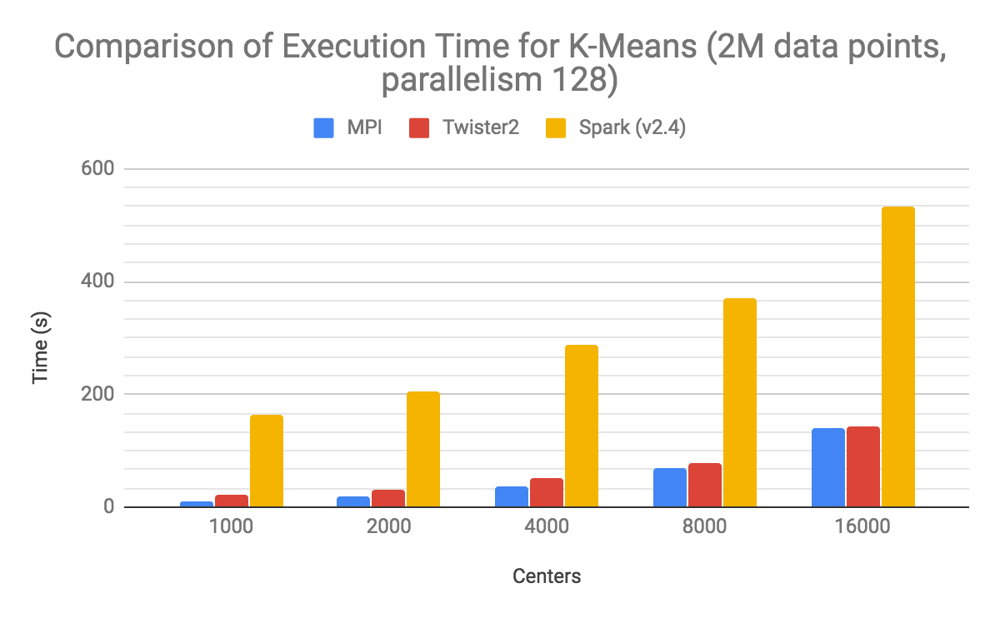 Comparison of Execution Time for K-Means (2M data points,
parallelism 128)
MPI Twister2 Spark (v2.4)
600
400
200
0
Time (s)
1000 2000 4000 8000 16000
Centers